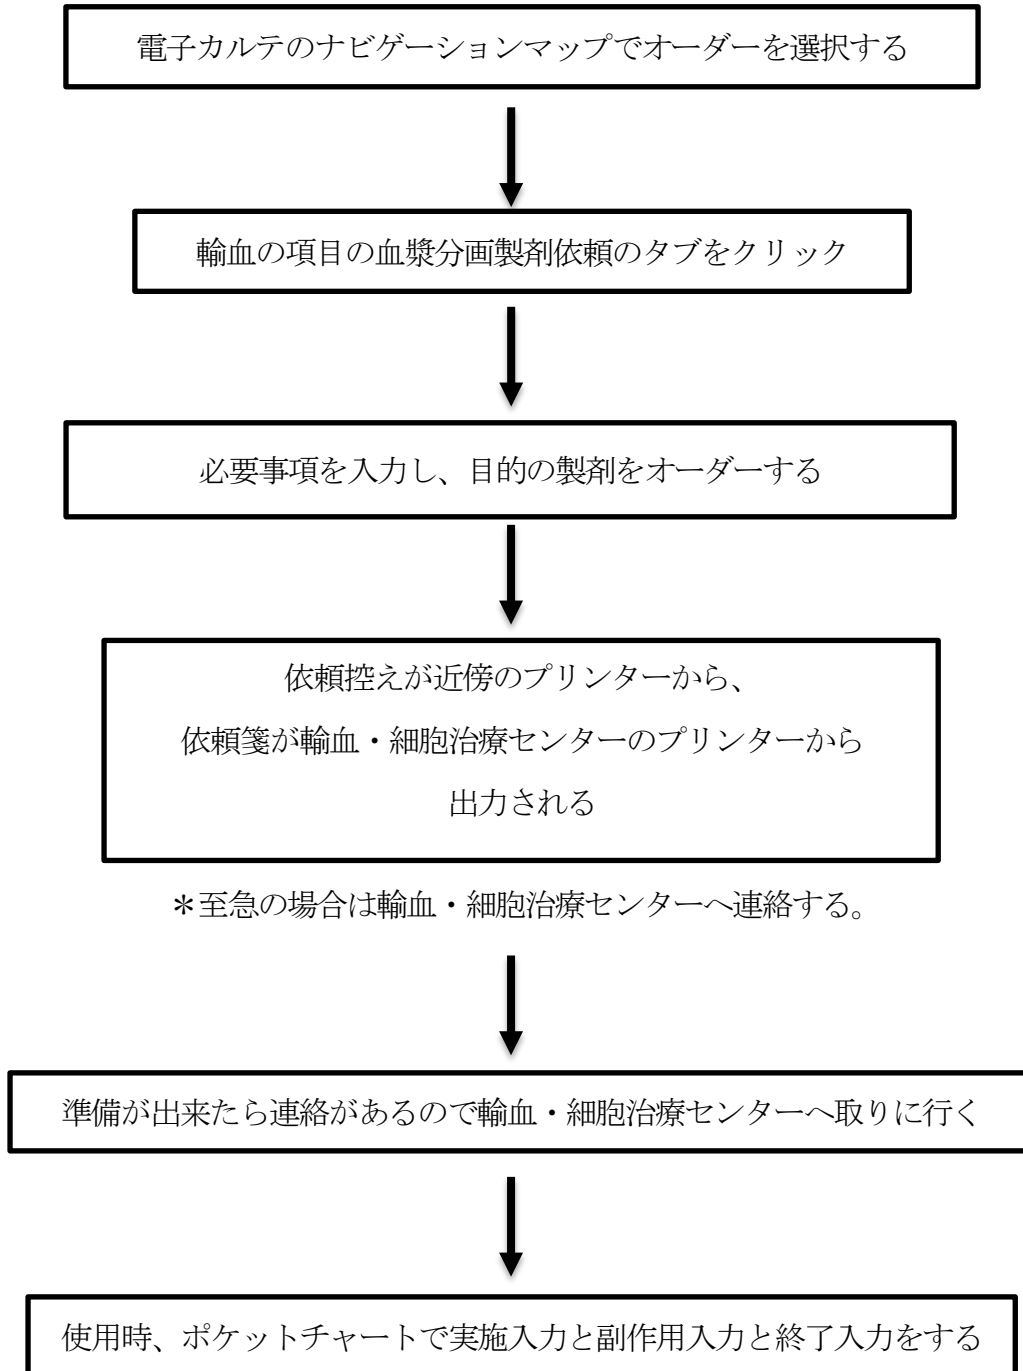 電子カルテのナビゲーションマップでオーダーを選択する
輸血の項目の血漿分画製剤依頼のタブをクリック
必要事項を入力し、目的の製剤をオーダーする
依頼控えが近傍のプリンターから、
依頼箋が輸血・細胞治療センターのプリンターから
出力される
＊至急の場合は輸血・細胞治療センターへ連絡する。
準備が出来たら連絡があるので輸血・細胞治療センターへ取りに行く
使用時、ポケットチャートで実施入力と副作用入力と終了入力をする